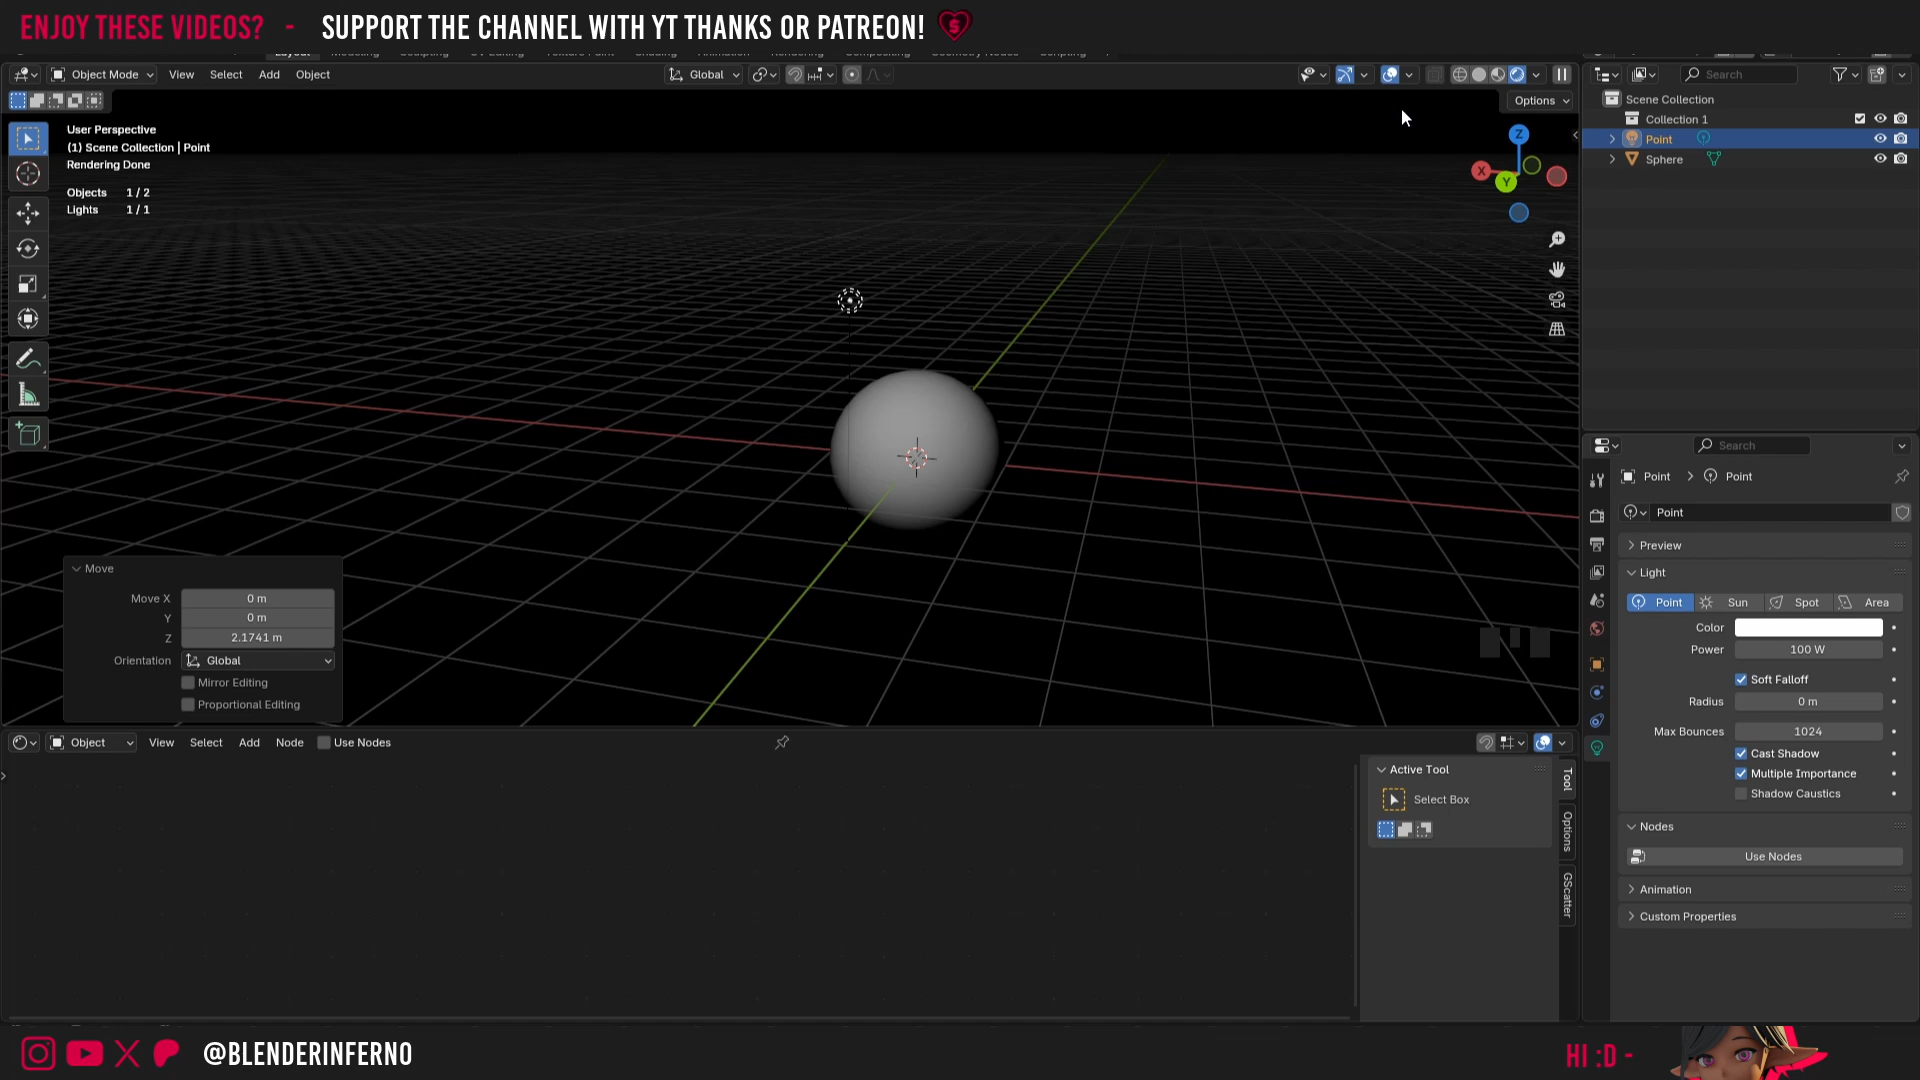 ENJOY THESE VIDEOS? - SUPPORT THE CHANNEL WITH YT THANKS OR PATREON!
Object Mode View Select Add Object Global
Search
Options
Scene Collection
Collection 1
Point
Sphere
User Perspective
(1) Scene Collection | Point
Rendering Done
Objects 1 / 2
Lights 1 / 1
Z
X
Y
Search
Point > Point
Point
Preview
Light
Point Sun Spot Area
Color
Power 100 W
Soft Falloff
Radius 0 m
Max Bounces 1024
Cast Shadow
Multiple Importance
Shadow Caustics
Nodes
Use Nodes
Animation
Custom Properties
Move
Move X 0 m
Y 0 m
Z 2.1741 m
Orientation Global
Mirror Editing
Proportional Editing
Object View Select Add Node Use Nodes
Active Tool
Select Box
Tool
Options
GScatter
@BLENDERINFERNO
HI :D -